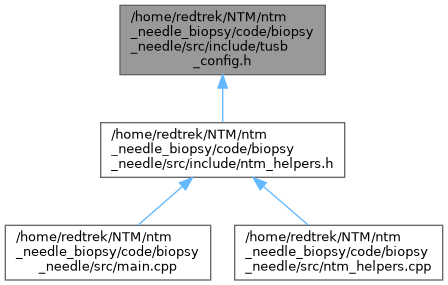 /home/redtrek/NTM/ntm
_needle_biopsy/code/biopsy
_needle/src/include/tusb
_config.h
/home/redtrek/NTM/ntm
_needle_biopsy/code/biopsy
_needle/src/include/ntm_helpers.h
/home/redtrek/NTM/ntm
_needle_biopsy/code/biopsy
_needle/src/main.cpp
/home/redtrek/NTM/ntm
_needle_biopsy/code/biopsy
_needle/src/ntm_helpers.cpp